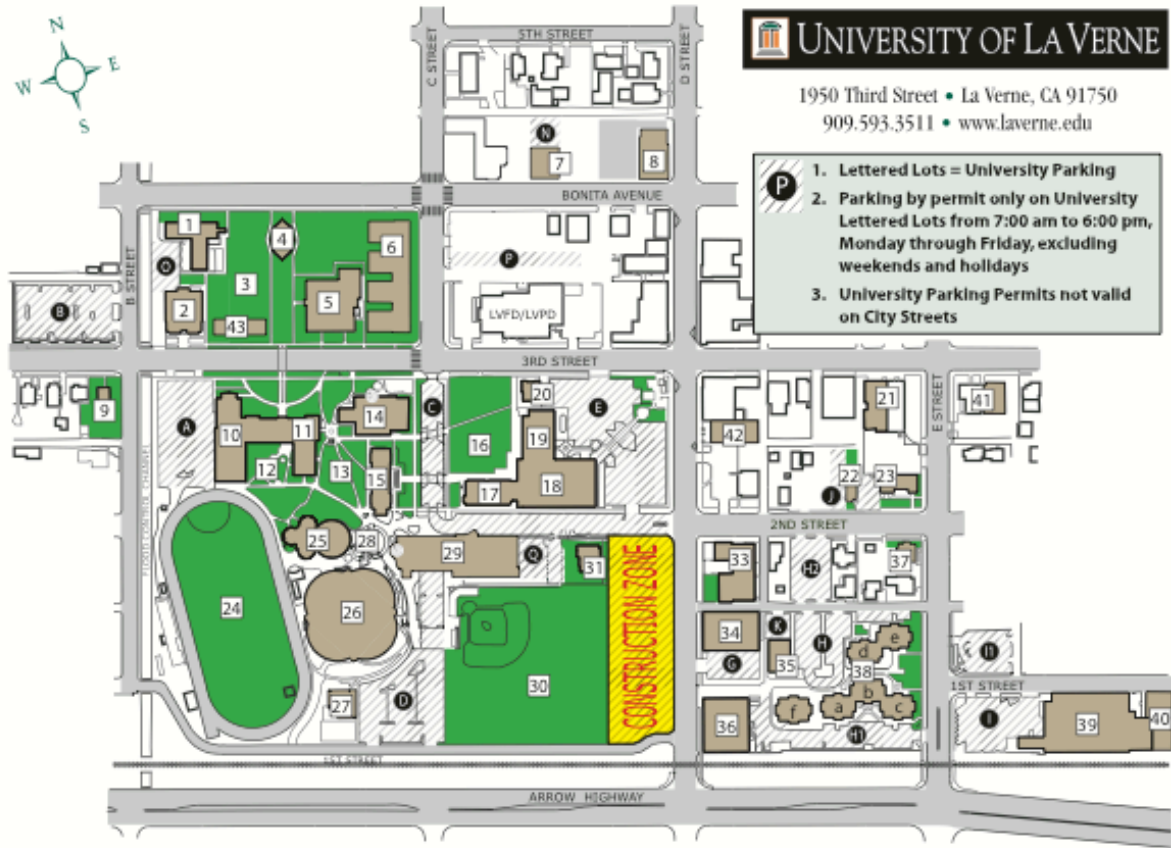 N
E
W
S
UNIVERSITY OF LA VERNE
1950 Third Street • La Verne, CA 91750
909.593.3511 • www.laverne.edu
P
1. Lettered Lots = University Parking
2. Parking by permit only on University
Lettered Lots from 7:00 am to 6:00 pm,
Monday through Friday, excluding
weekends and holidays
3. University Parking Permits not valid
on City Streets
5TH STREET
C STREET
D STREET
N
7
8
BONITA AVENUE
1
4
6
O
3
P
B STREET
5
B
2
43
LVFD/LVPD
3RD STREET
9
A
10
11
14
C
20
E
21
E STREET
41
42
19
16
12
13
15
17
18
22
23
J
FLOOD CONTROL CHANNEL
2ND STREET
25
28
29
Q
31
CONSTRUCTION ZONE
33
H2
37
24
26
34
K
H
e
d
G
35
38
I1
30
b
1ST STREET
27
D
36
f
a
c
H1
I
39
40
1ST STREET
ARROW HIGHWAY